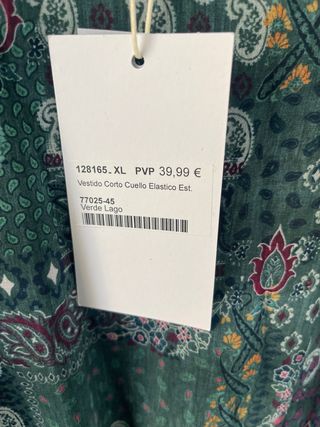 128165- XL PVP 39,99 €
Vestido Corto Cuello Elastico Est.
77025-45
Verde Lago